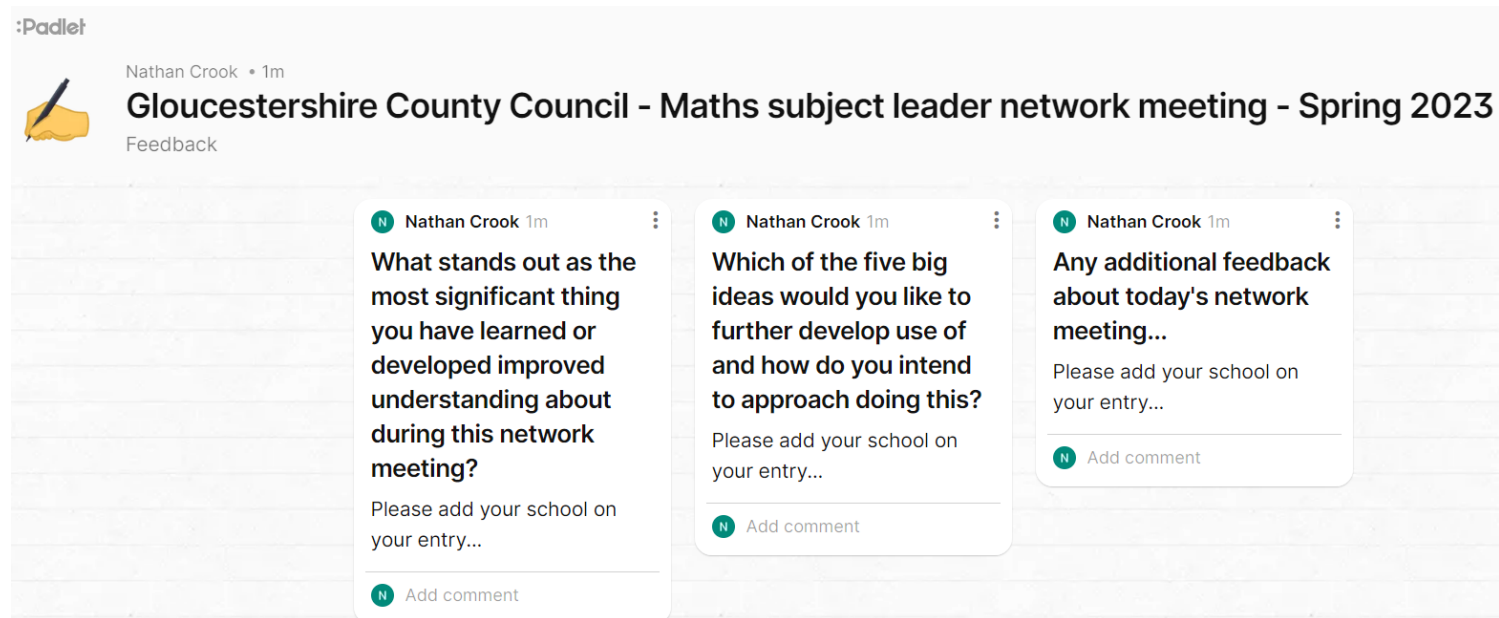 :Padlet
Nathan Crook • 1m
Gloucestershire County Council - Maths subject leader network meeting - Spring 2023
Feedback
N Nathan Crook 1m
What stands out as the
most significant thing
you have learned or
developed improved
understanding about
during this network
meeting?
Please add your school on
your entry...
N Add comment
N Nathan Crook 1m
Which of the five big
ideas would you like to
further develop use of
and how do you intend
to approach doing this?
Please add your school on
your entry...
N Add comment
N Nathan Crook 1m
Any additional feedback
about today's network
meeting...
Please add your school on
your entry...
N Add comment